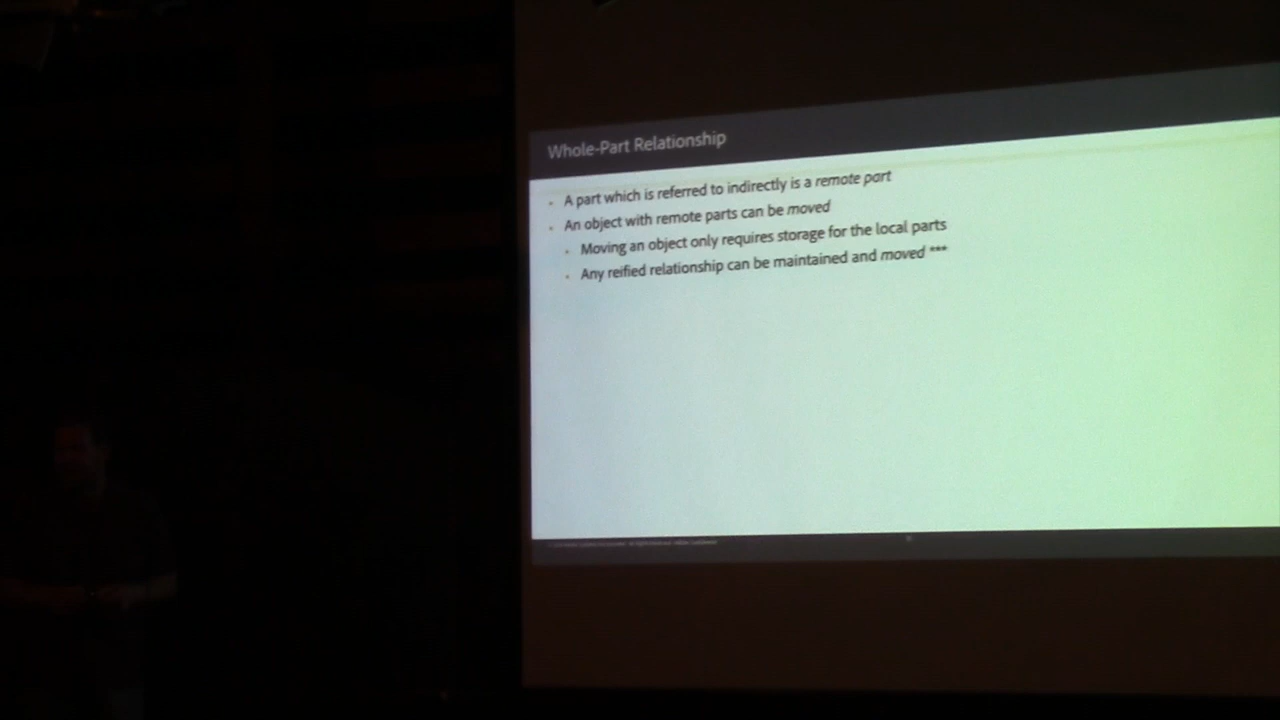 Whole-Part Relationship
A part which is referred to indirectly is a remote part
An object with remote parts can be moved
Moving an object only requires storage for the local parts
Any reified relationship can be maintained and moved ***